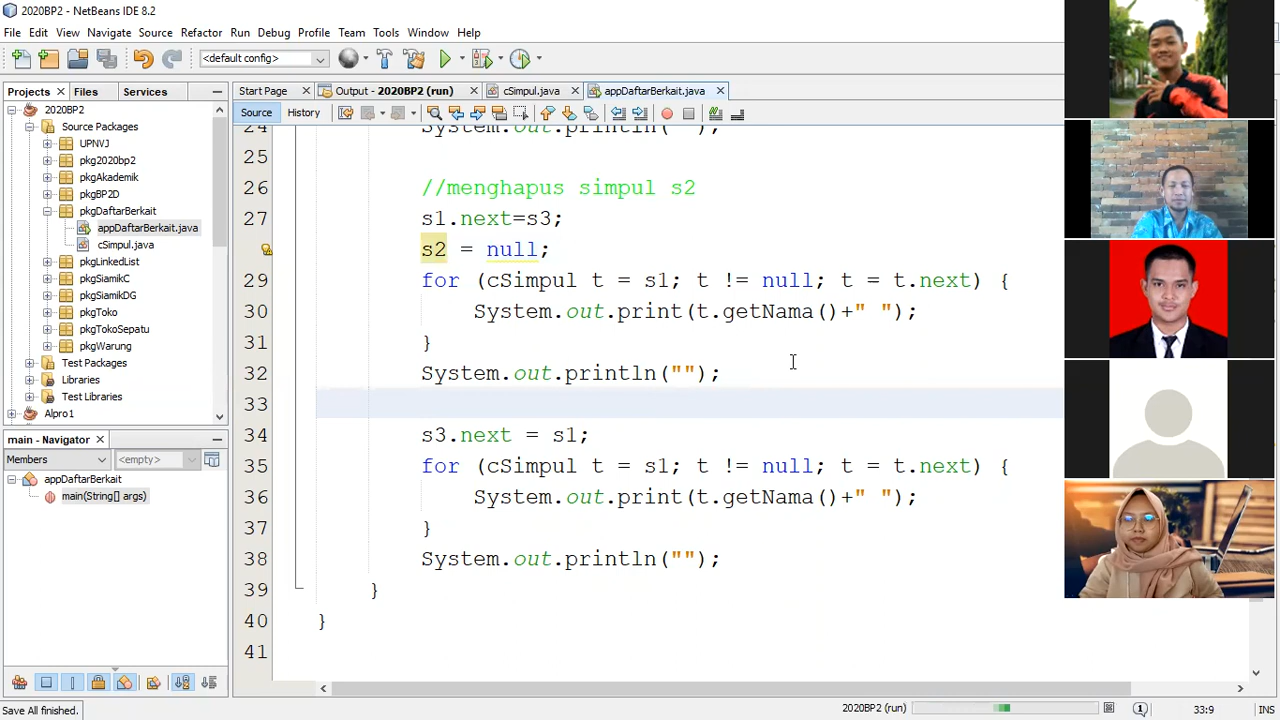 2020BP2 - NetBeans IDE 8.2
File Edit View Navigate Source Refactor Run Debug Profile Team Tools Window Help
<default config>
Projects Files Services
Start Page Output - 2020BP2 (run) cSimpul.java appDaftarBerkait.java
Source History
2020BP2
Source Packages
UPNVJ
pkg2020bp2
pkgAkademik
pkgBP2D
pkgDaftarBerkait
appDaftarBerkait.java
cSimpul.java
pkgLinkedList
pkgSiamikC
pkgSiamikDG
pkgToko
pkgTokoSepatu
pkgWarung
Test Packages
Libraries
Test Libraries
Alpro1
main - Navigator
Members <empty>
appDaftarBerkait
main(String[] args)
24 System.out.println("");
25
26 //menghapus simpul s2
27 s1.next=s3;
s2 = null;
29 for (cSimpul t = s1; t != null; t = t.next) {
30 System.out.print(t.getNama()+" ");
31 }
32 System.out.println("");
33
34 s3.next = s1;
35 for (cSimpul t = s1; t != null; t = t.next) {
36 System.out.print(t.getNama()+" ");
37 }
38 System.out.println("");
39 }
40 }
41
Save All finished.
2020BP2 (run) 1 33:9 INS